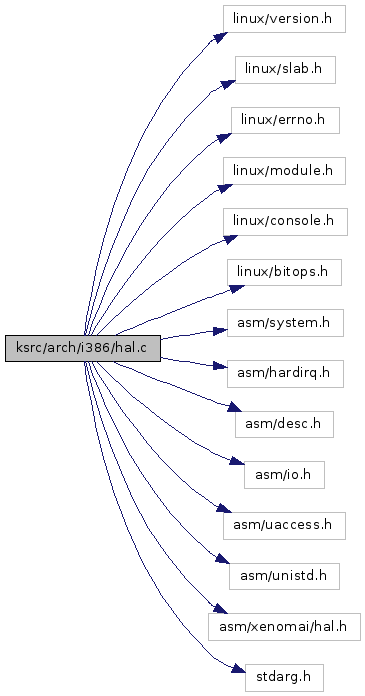 linux/version.h
linux/slab.h
linux/errno.h
linux/module.h
linux/console.h
linux/bitops.h
asm/system.h
ksrc/arch/i386/hal.c
asm/hardirq.h
asm/desc.h
asm/io.h
asm/uaccess.h
asm/unistd.h
asm/xenomai/hal.h
stdarg.h